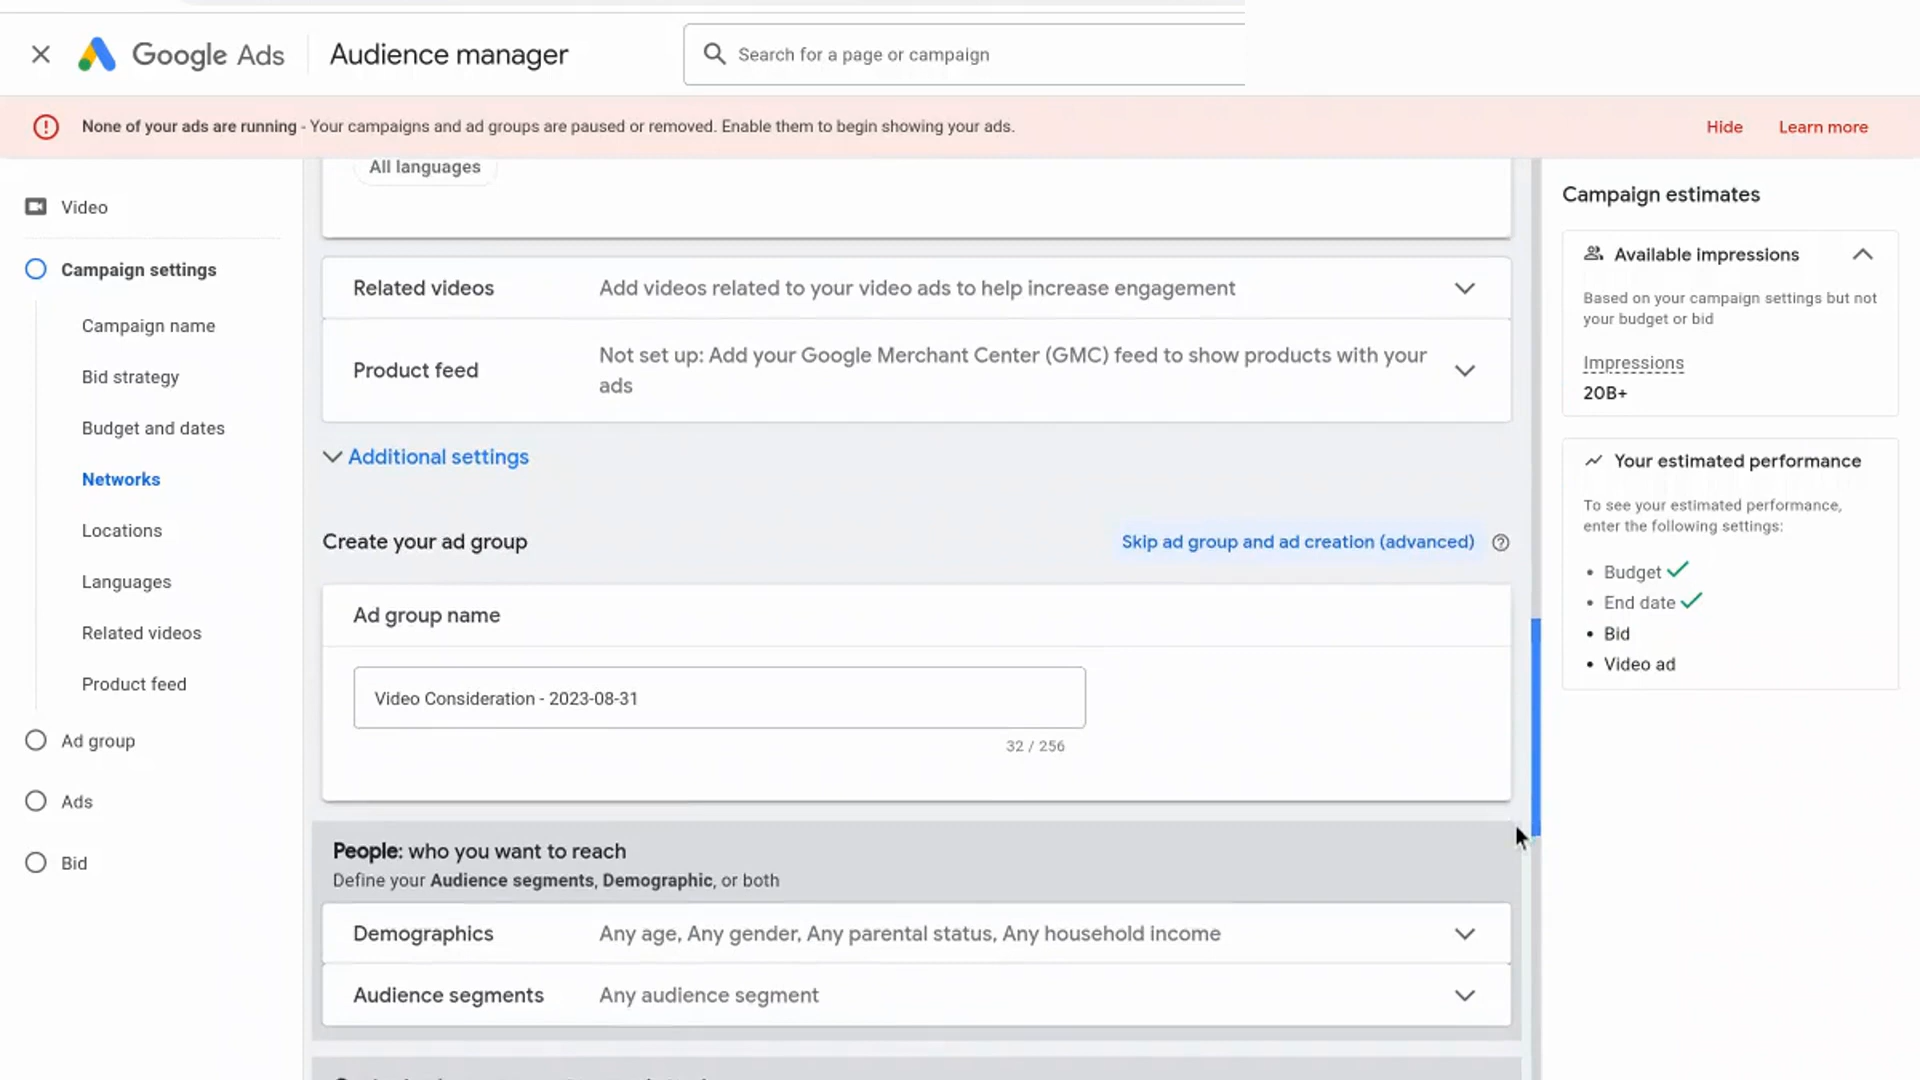 Google Ads
Audience manager
Search for a page or campaign
None of your ads are running - Your campaigns and ad groups are paused or removed. Enable them to begin showing your ads.
Hide
Learn more
Video
Campaign settings
Campaign name
Bid strategy
Budget and dates
Networks
Locations
Languages
Related videos
Product feed
Ad group
Ads
Bid
All languages
Related videos
Add videos related to your video ads to help increase engagement
Product feed
Not set up: Add your Google Merchant Center (GMC) feed to show products with your
ads
Additional settings
Create your ad group
Skip ad group and ad creation (advanced)
Ad group name
Video Consideration - 2023-08-31
32 / 256
People: who you want to reach
Define your Audience segments, Demographic, or both
Demographics
Any age, Any gender, Any parental status, Any household income
Audience segments
Any audience segment
Campaign estimates
Available impressions
Based on your campaign settings but not
your budget or bid
Impressions
20B+
Your estimated performance
To see your estimated performance,
enter the following settings:
• Budget
• End date
• Bid
• Video ad